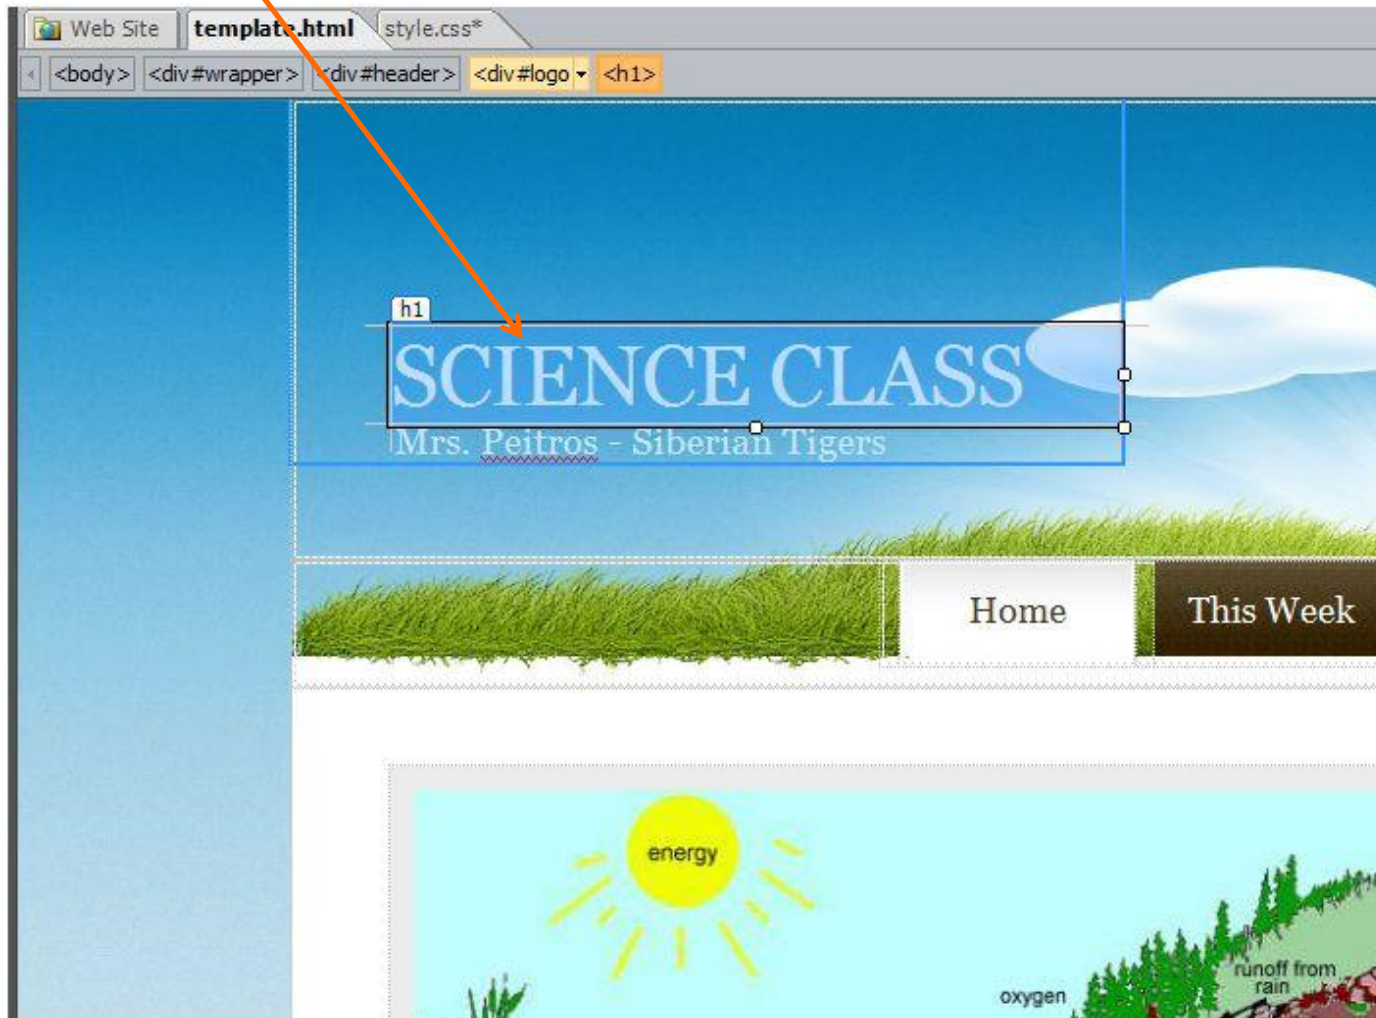 Web Site template.html style.css*
<body> <div#wrapper> <div#header> <div#logo <h1>
h1
SCIENCE CLASS
Mrs. Peitros - Siberian Tigers
Home This Week
energy
runoff from
rain
oxygen